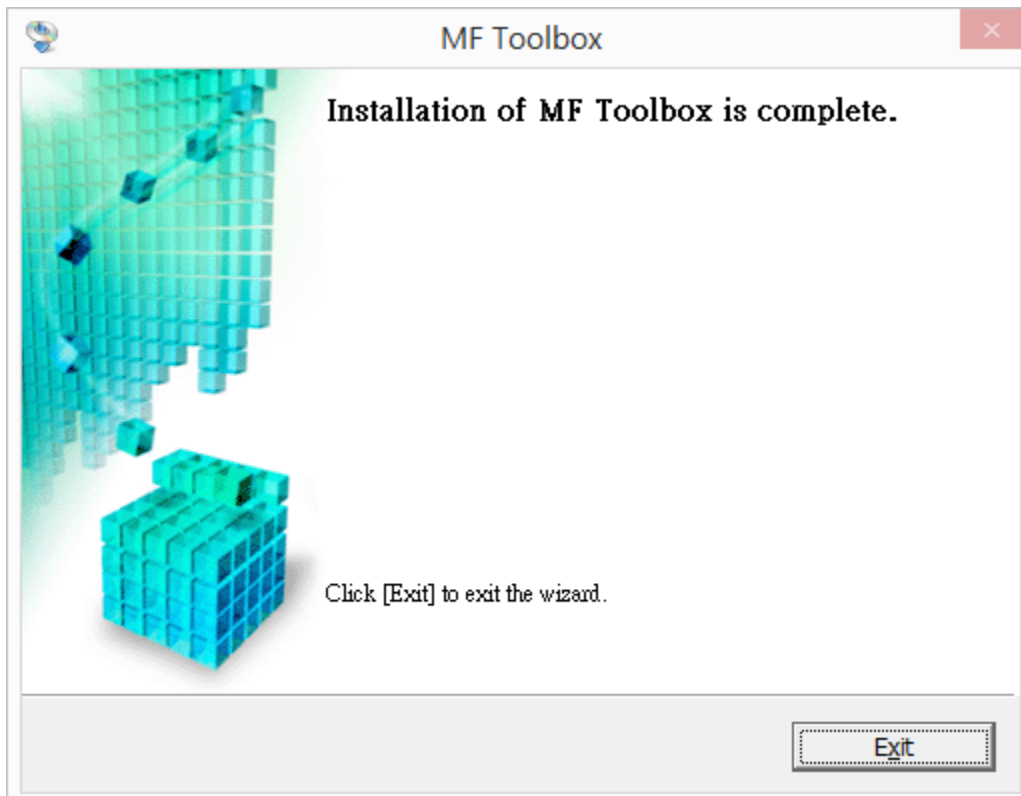 MF Toolbox
Installation of MF Toolbox is complete.
Click [Exit] to exit the wizard.
Exit